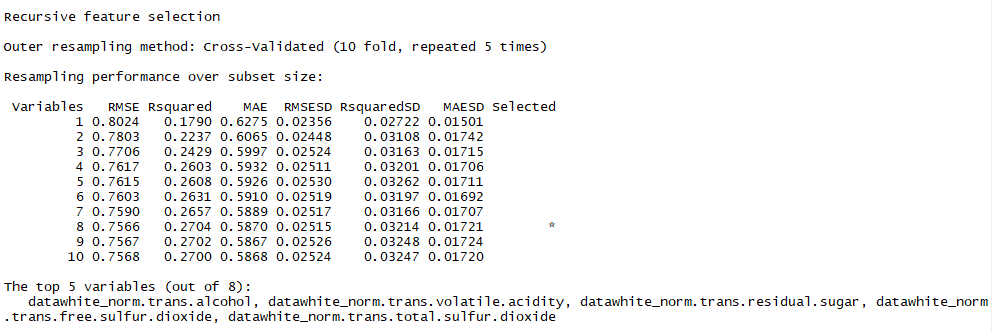 Recursive feature selection
Outer resampling method: Cross-Validated (10 fold, repeated 5 times)
Resampling performance over subset size:
Variables RMSE Rsquared MAE RMSESD RsquaredSD MAESD Selected
1 0.8024 0.1790 0.6275 0.02356 0.02722 0.01501
2 0.7803 0.2237 0.6065 0.02448 0.03108 0.01742
3 0.7706 0.2429 0.5997 0.02524 0.03163 0.01715
4 0.7617 0.2603 0.5932 0.02511 0.03201 0.01706
5 0.7615 0.2608 0.5926 0.02530 0.03262 0.01711
6 0.7603 0.2631 0.5910 0.02519 0.03197 0.01692
7 0.7590 0.2657 0.5889 0.02517 0.03166 0.01707
8 0.7566 0.2704 0.5870 0.02515 0.03214 0.01721 *
9 0.7567 0.2702 0.5867 0.02526 0.03248 0.01724
10 0.7568 0.2700 0.5868 0.02524 0.03247 0.01720
The top 5 variables (out of 8):
datawhite_norm.trans.alcohol, datawhite_norm.trans.volatile.acidity, datawhite_norm.trans.residual.sugar, datawhite_norm
.trans.free.sulfur.dioxide, datawhite_norm.trans.total.sulfur.dioxide